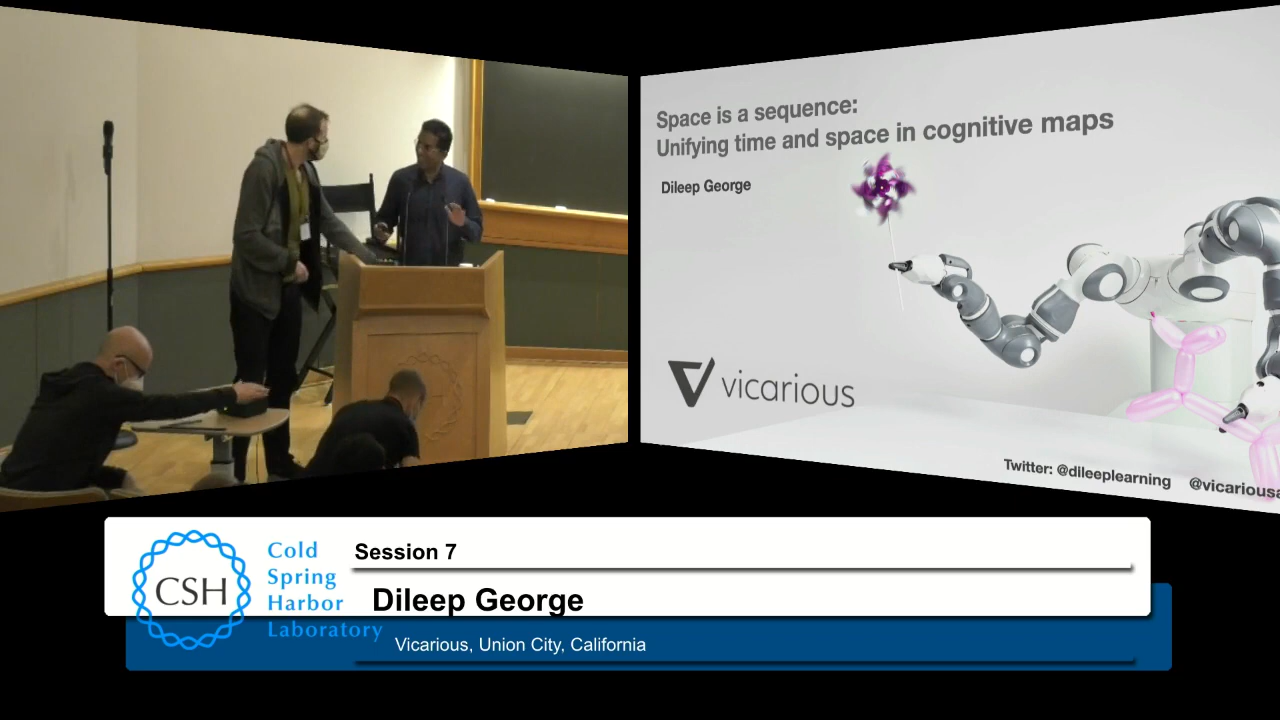 Space is a sequence:
Unifying time and space in cognitive maps
Dileep George
vicarious
Twitter: @dileeplearning @vicariousa
CSH
Cold
Spring
Harbor
Laboratory
Session 7
Dileep George
Vicarious, Union City, California